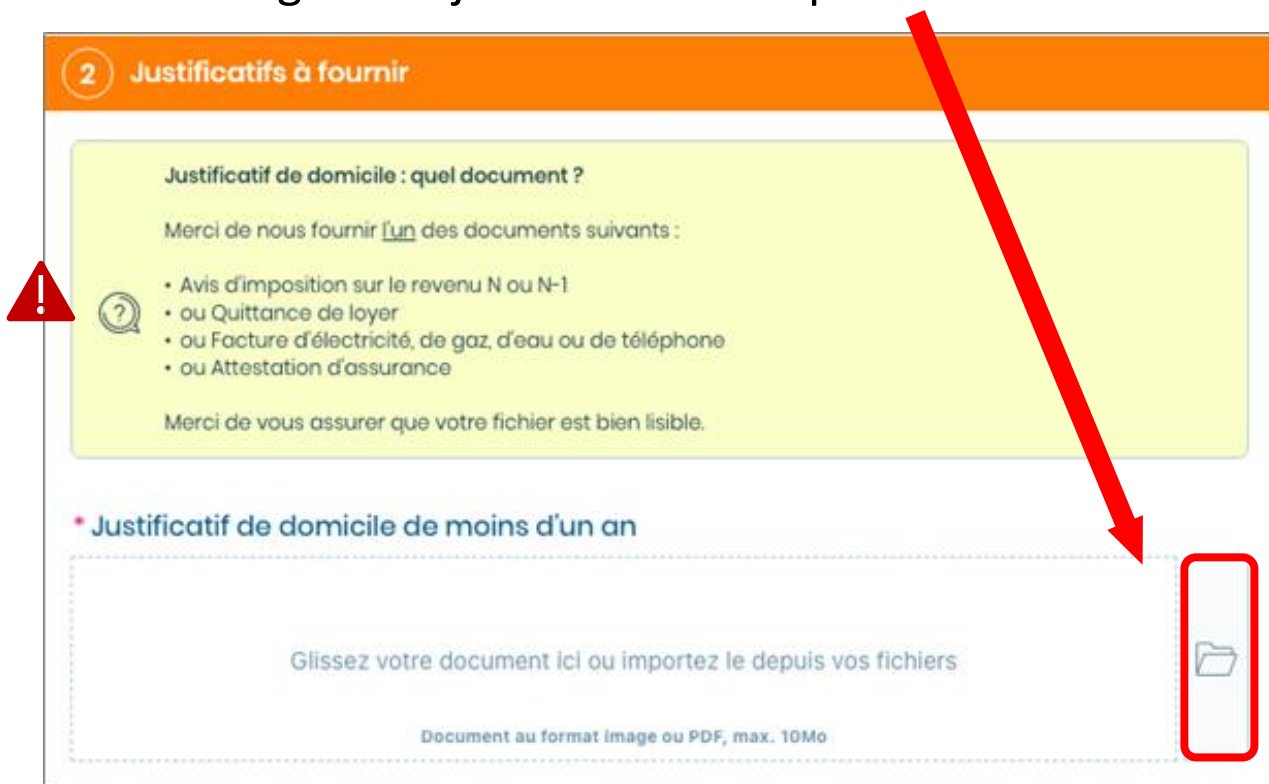 2 Justificatifs à fournir
Justificatif de domicile : quel document ?
Merci de nous fournir l'un des documents suivants :
• Avis d'imposition sur le revenu N ou N-1
• ou Quittance de loyer
• ou Facture d'électricité, de gaz, d'eau ou de téléphone
• ou Attestation d'assurance
Merci de vous assurer que votre fichier est bien lisible.
* Justificatif de domicile de moins d'un an
Glissez votre document ici ou importez le depuis vos fichiers
Document au format image ou PDF, max. 10Mo